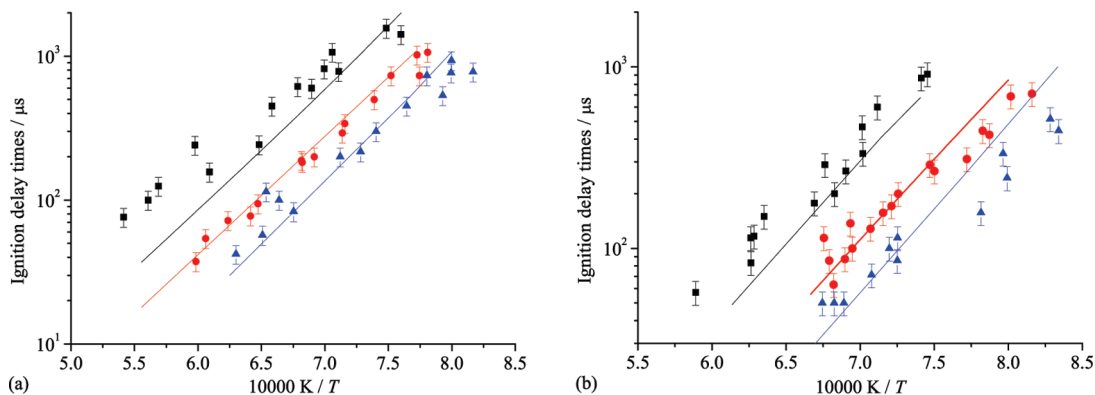 Ignition delay times / μs
10³
10²
10¹
5.0 5.5 6.0 6.5 7.0 7.5 8.0 8.5
10000 K / T
(a)
Ignition delay times / μs
10³
10²
5.5 6.0 6.5 7.0 7.5 8.0 8.5
10000 K / T
(b)